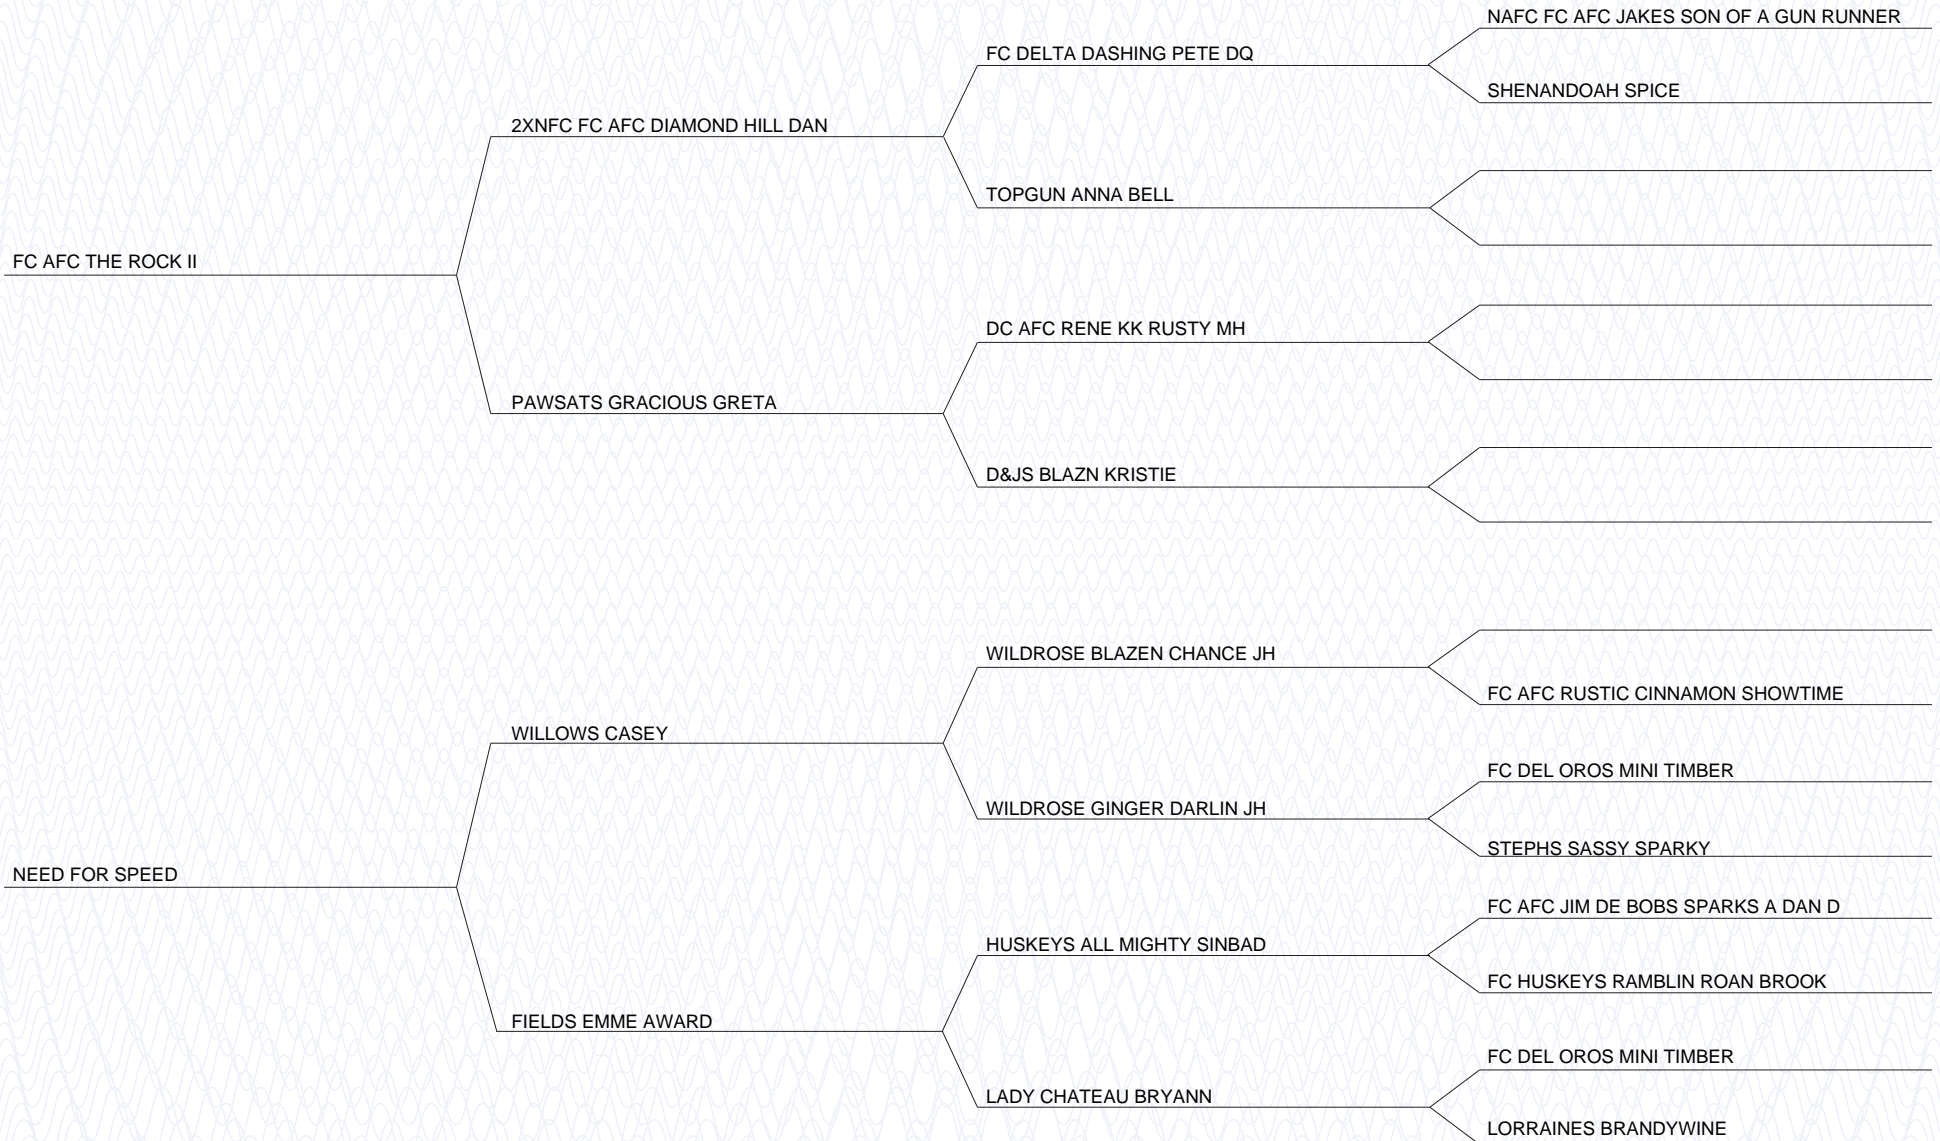 NAFC FC AFC JAKES SON OF A GUN RUNNER
FC DELTA DASHING PETE DQ
SHENANDOAH SPICE
2XNFC FC AFC DIAMOND HILL DAN
TOPGUN ANNA BELL
FC AFC THE ROCK II
DC AFC RENE KK RUSTY MH
PAWSATS GRACIOUS GRETA
D&JS BLAZN KRISTIE
WILDROSE BLAZEN CHANCE JH
FC AFC RUSTIC CINNAMON SHOWTIME
WILLOWS CASEY
FC DEL OROS MINI TIMBER
WILDROSE GINGER DARLIN JH
STEPHS SASSY SPARKY
NEED FOR SPEED
FC AFC JIM DE BOBS SPARKS A DAN D
HUSKEYS ALL MIGHTY SINBAD
FC HUSKEYS RAMBLIN ROAN BROOK
FIELDS EMME AWARD
FC DEL OROS MINI TIMBER
LADY CHATEAU BRYANN
LORRAINES BRANDYWINE